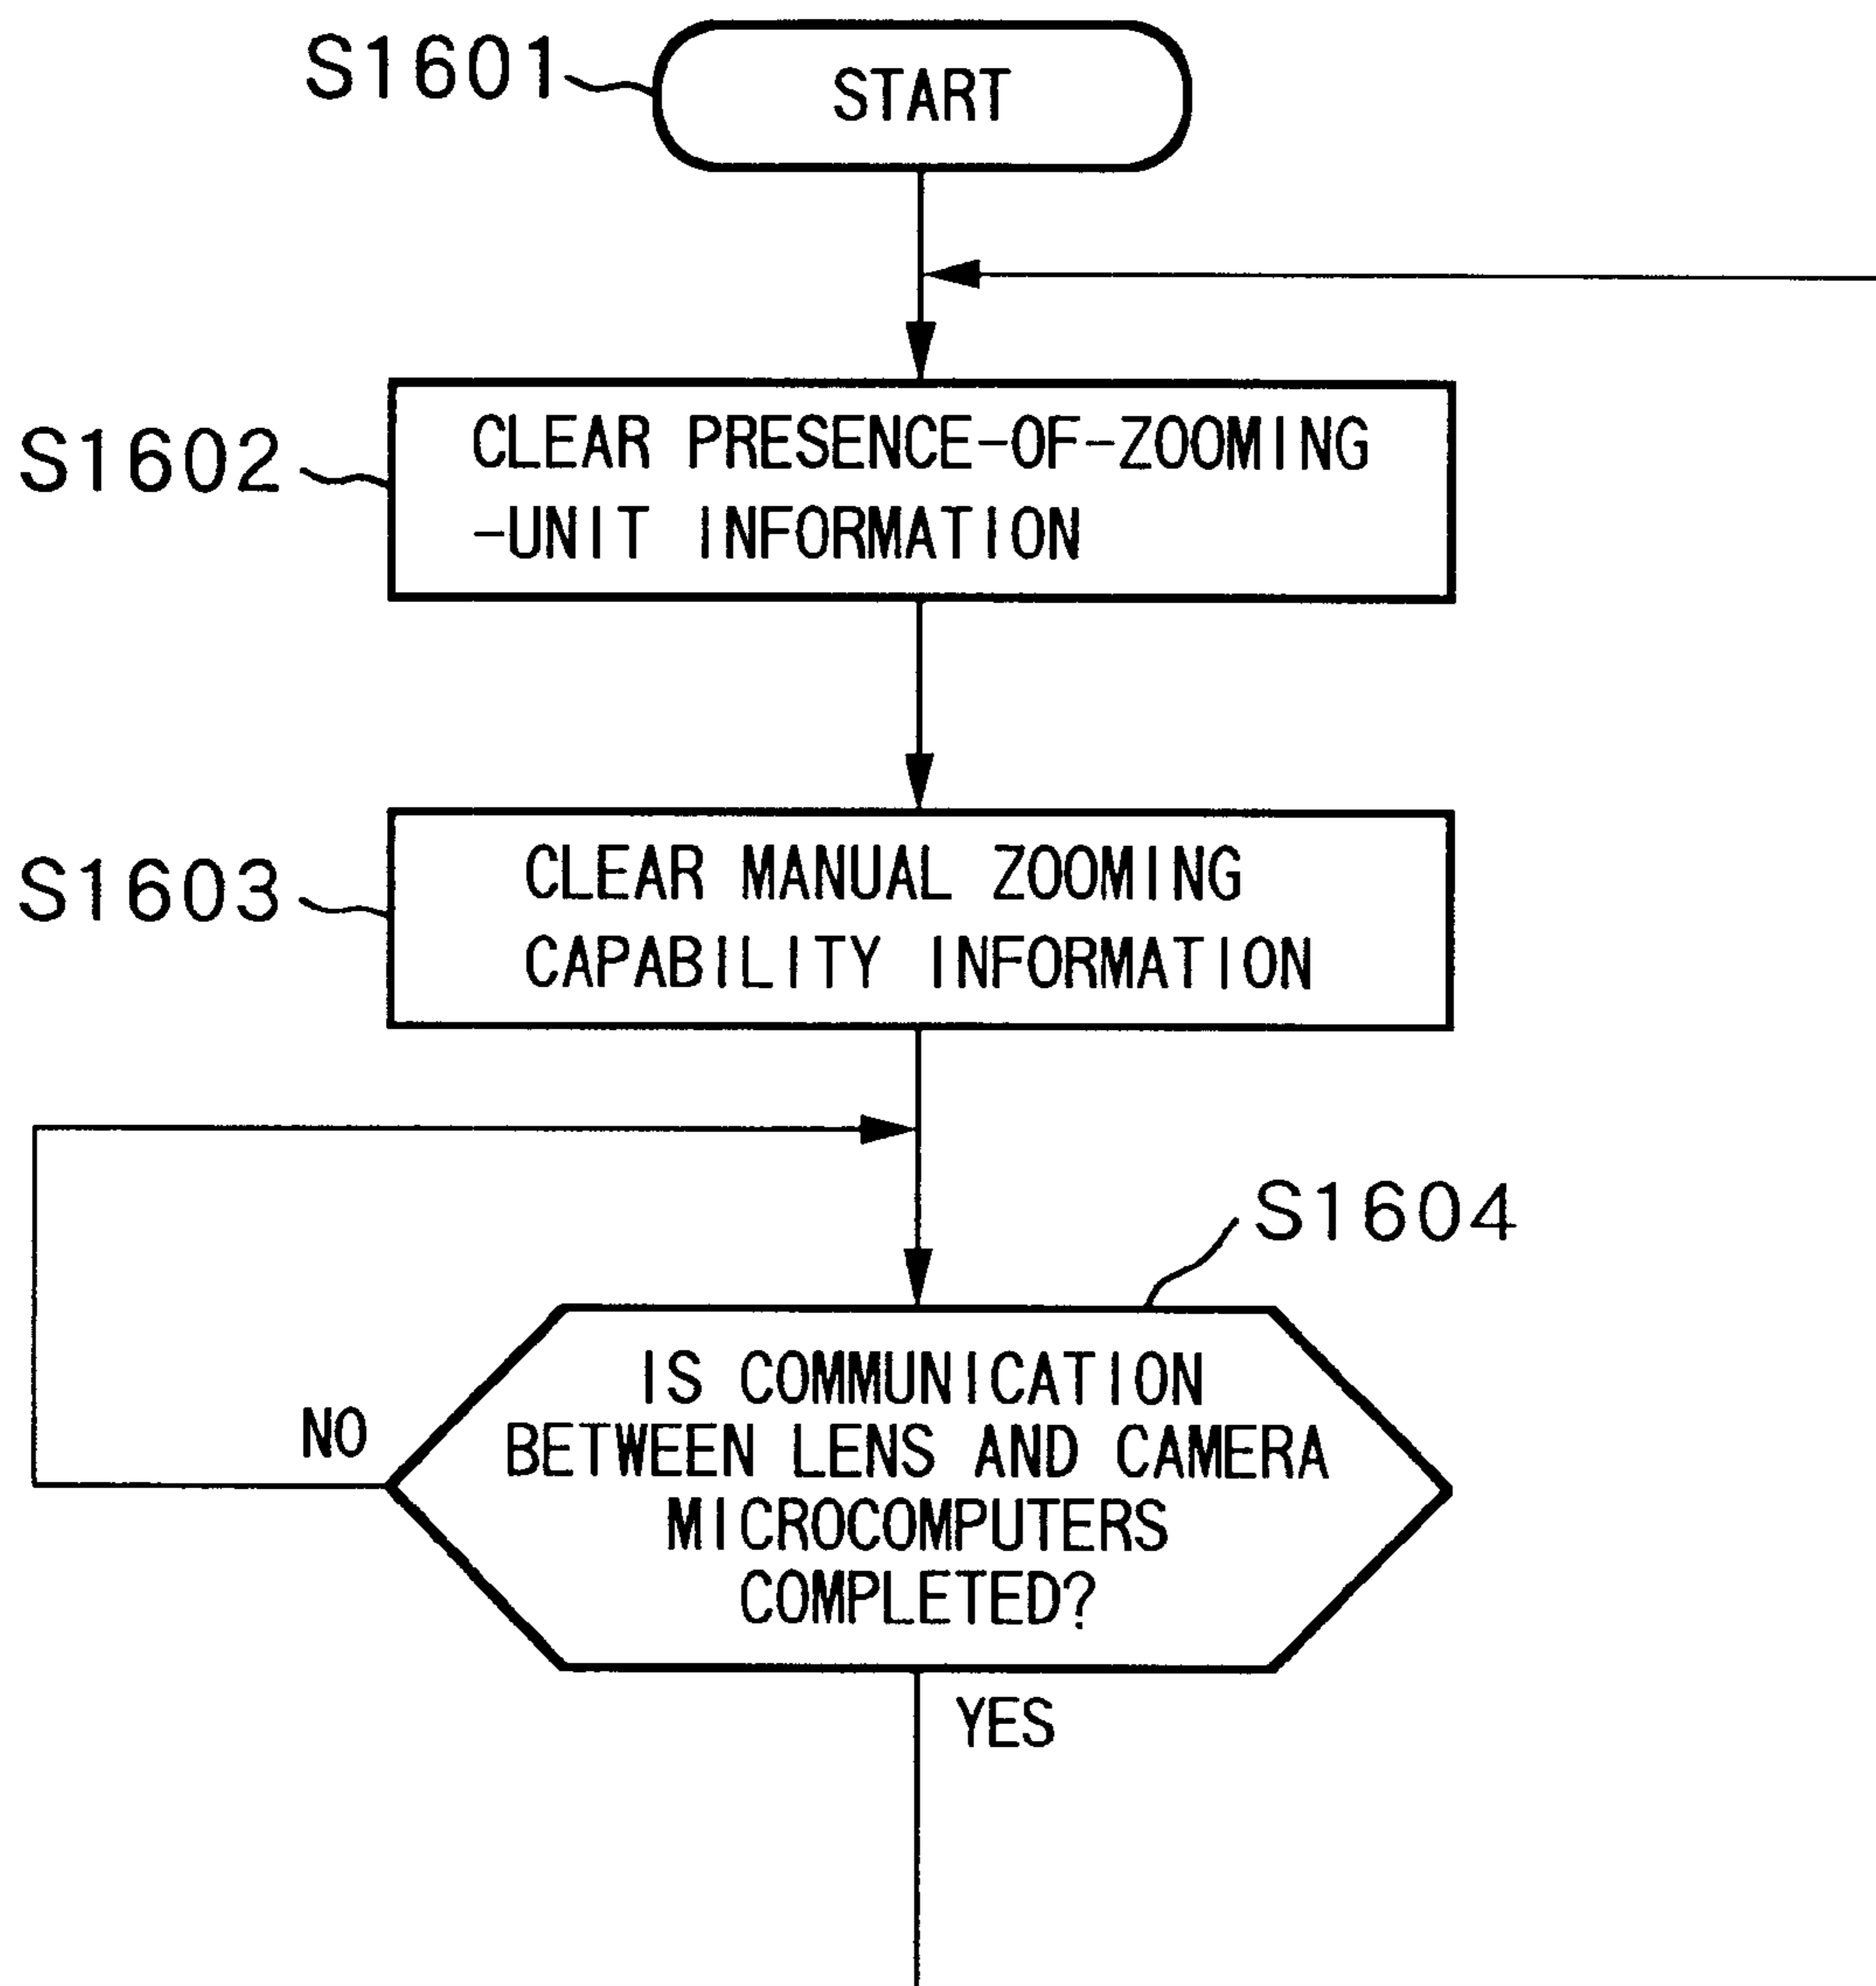 S1601
START
S1602
CLEAR PRESENCE-OF-ZOOMING
-UNIT INFORMATION
S1603
CLEAR MANUAL ZOOMING
CAPABILITY INFORMATION
S1604
IS COMMUNICATION
BETWEEN LENS AND CAMERA
MICROCOMPUTERS
COMPLETED?
NO
YES